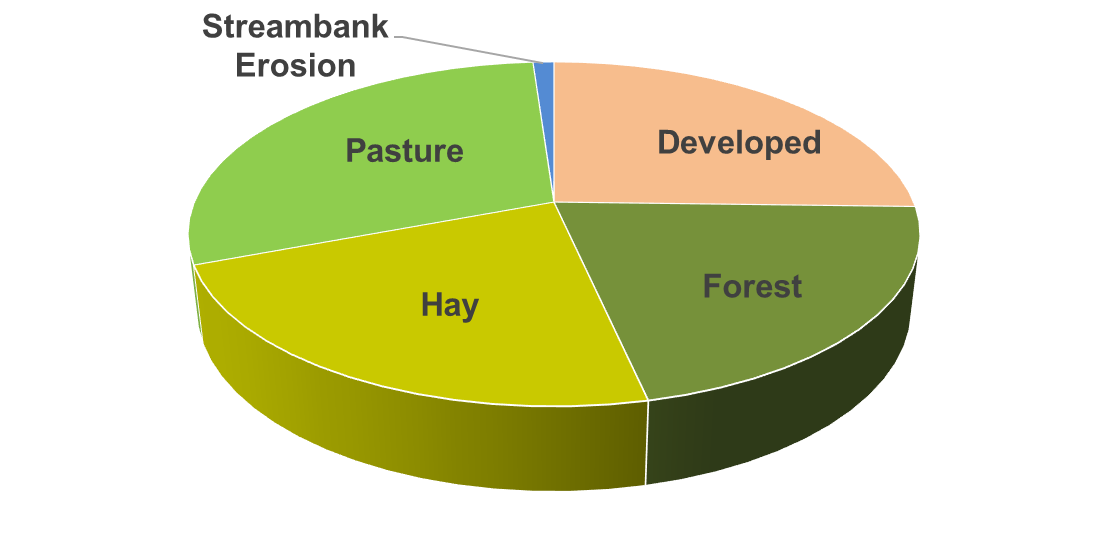 Streambank
Erosion
Pasture
Developed
Forest
Hay